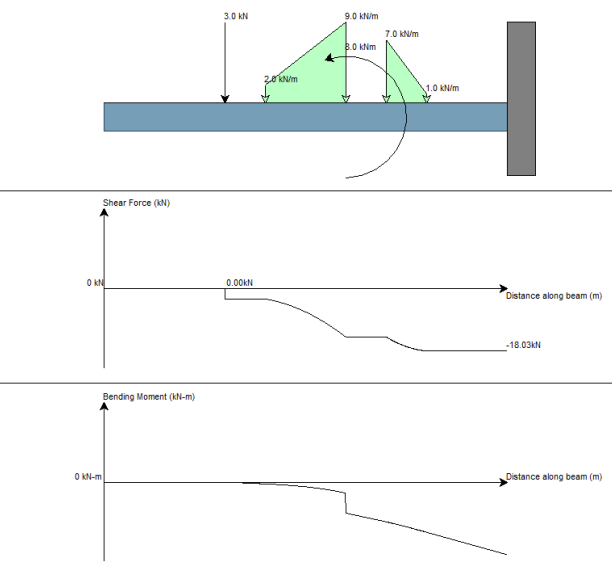 3.0 kN
9.0 kN/m
7.0 kN/m
8.0 kNm
2.0 kN/m
1.0 kN/m
Shear Force (kN)
0 kN
0.00kN
Distance along beam (m)
-18.03kN
Bending Moment (kN-m)
0 kN-m
Distance along beam (m)